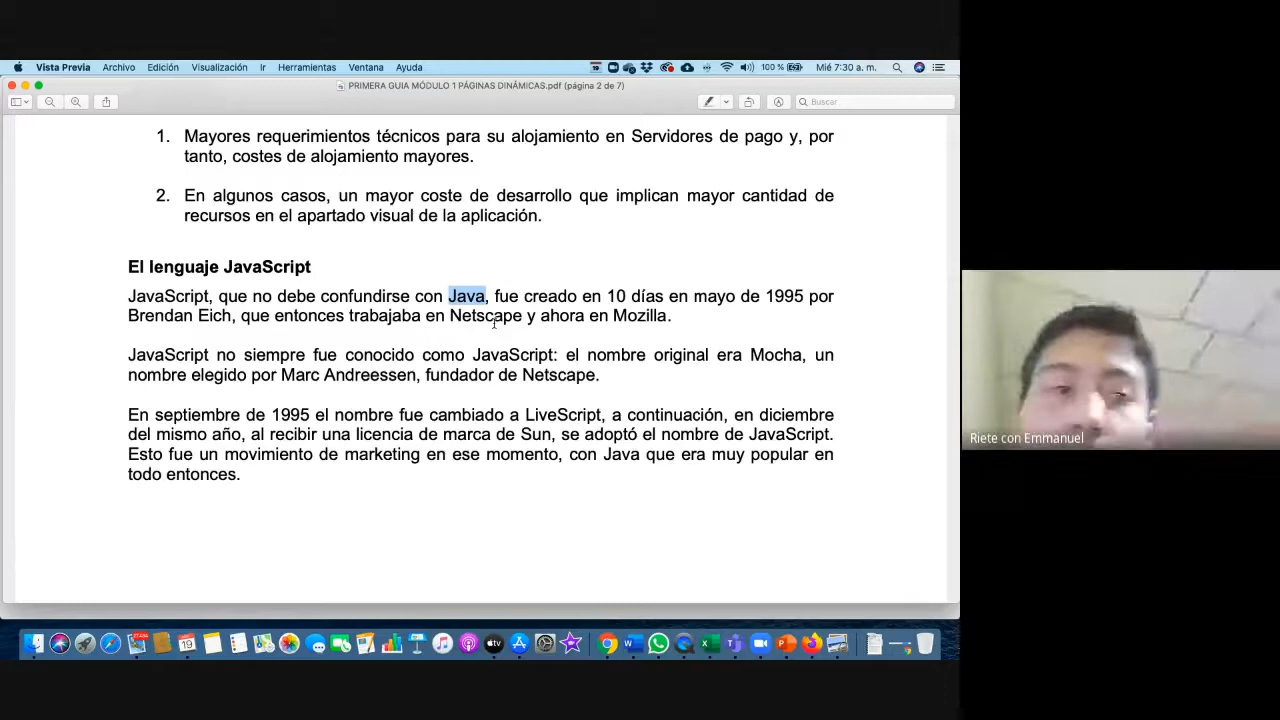 Vista Previa Archivo Edición Visualización Ir Herramientas Ventana Ayuda 19 100 % Mié 7:30 a. m.
PRIMERA GUIA MÓDULO 1 PÁGINAS DINÁMICAS.pdf (página 2 de 7)
Buscar
1. Mayores requerimientos técnicos para su alojamiento en Servidores de pago y, por
tanto, costes de alojamiento mayores.
2. En algunos casos, un mayor coste de desarrollo que implican mayor cantidad de
recursos en el apartado visual de la aplicación.
El lenguaje JavaScript
JavaScript, que no debe confundirse con Java, fue creado en 10 días en mayo de 1995 por
Brendan Eich, que entonces trabajaba en Netscape y ahora en Mozilla.
JavaScript no siempre fue conocido como JavaScript: el nombre original era Mocha, un
nombre elegido por Marc Andreessen, fundador de Netscape.
En septiembre de 1995 el nombre fue cambiado a LiveScript, a continuación, en diciembre
del mismo año, al recibir una licencia de marca de Sun, se adoptó el nombre de JavaScript.
Esto fue un movimiento de marketing en ese momento, con Java que era muy popular en
todo entonces.
Riete con Emmanuel
19
tv